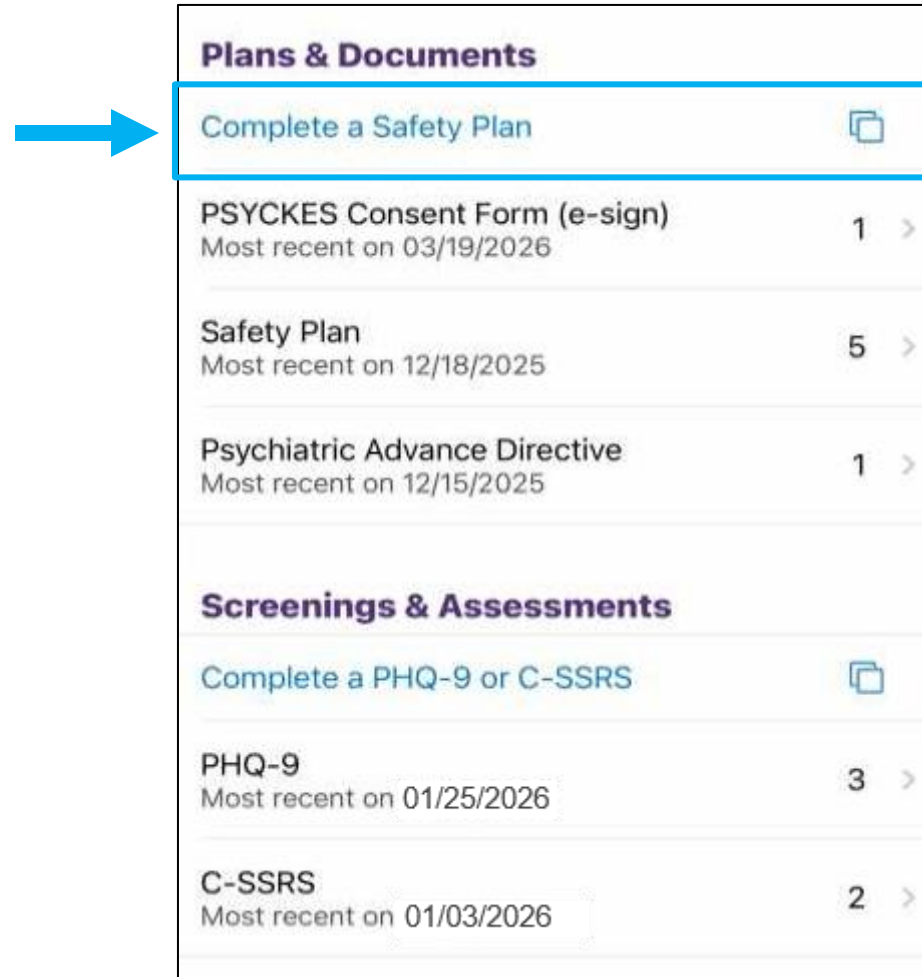 Plans & Documents
Complete a Safety Plan
PSYCKES Consent Form (e-sign)
1
Most recent on 03/19/2026
Safety Plan
5
Most recent on 12/18/2025
Psychiatric Advance Directive
1
Most recent on 12/15/2025
Screenings & Assessments
Complete a PHQ-9 or C-SSRS
PHQ-9
3
Most recent on 01/25/2026
C-SSRS
2
Most recent on 01/03/2026